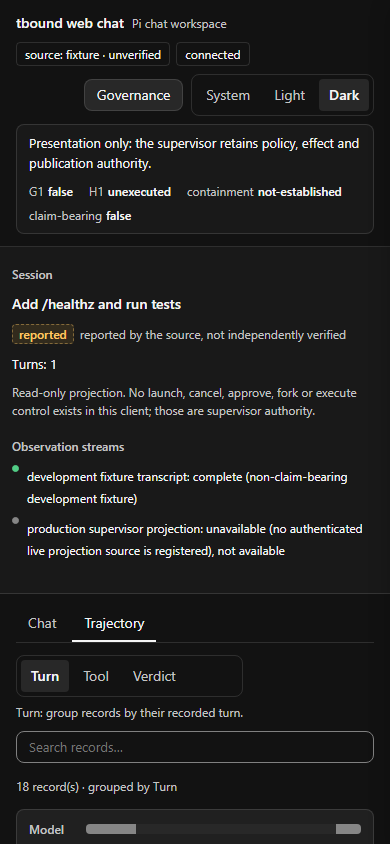 tbound web chat Pi chat workspace
source: fixture · unverified connected
Governance System Light Dark
Presentation only: the supervisor retains policy, effect and
publication authority.
G1 false H1 unexecuted containment not-established
claim-bearing false
Session
Add /healthz and run tests
reported reported by the source, not independently verified
Turns: 1
Read-only projection. No launch, cancel, approve, fork or execute
control exists in this client; those are supervisor authority.
Observation streams
development fixture transcript: complete (non-claim-bearing
development fixture)
production supervisor projection: unavailable (no authenticated
live projection source is registered), not available
Chat Trajectory
Turn Tool Verdict
Turn: group records by their recorded turn.
Search records...
18 record(s) · grouped by Turn
Model